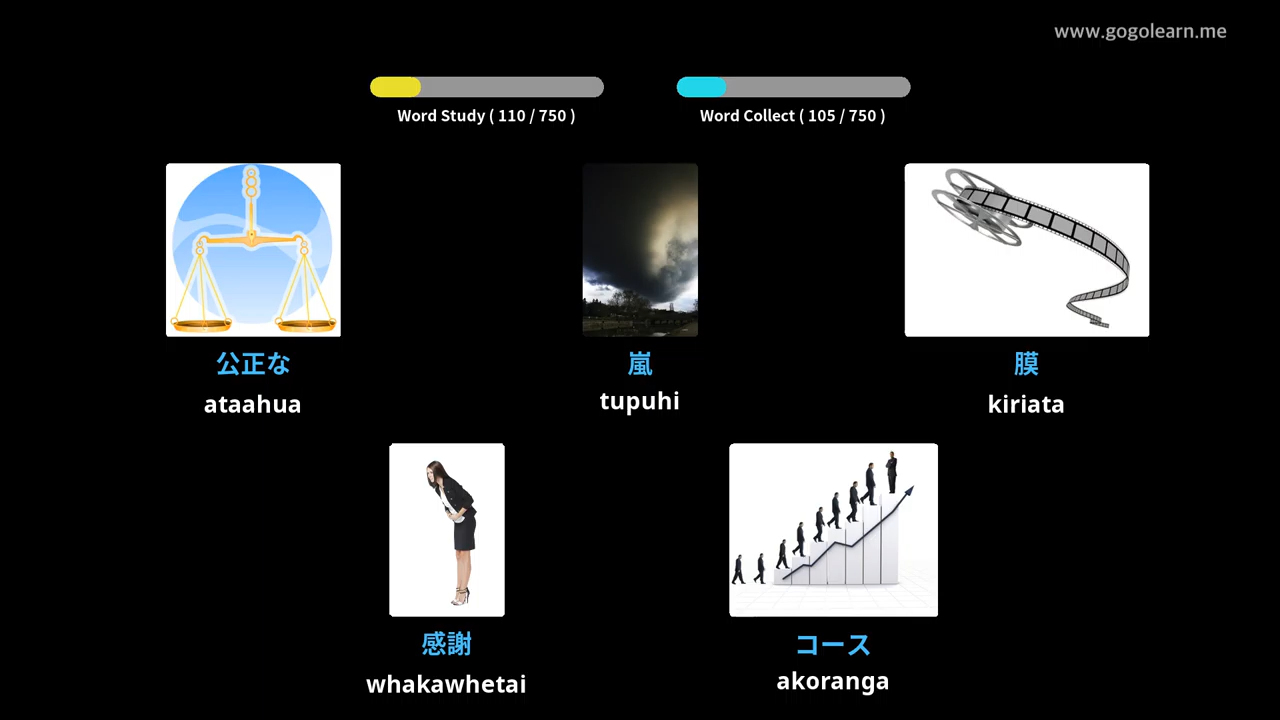 www.gogolearn.me
Word Study ( 110 / 750 )
Word Collect ( 105 / 750 )
公正な
ataahua
嵐
tupuhi
膜
kiriata
感謝
whakawhetai
コース
akoranga